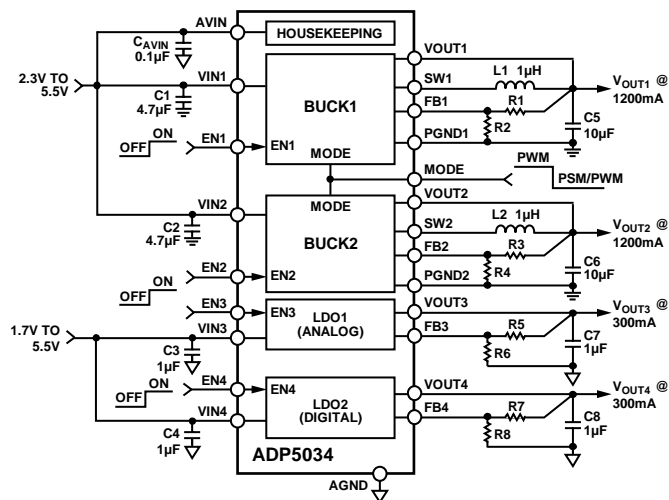 AVIN
HOUSEKEEPING
CAVIN
0.1µF
VOUT1
2.3V TO
5.5V
VIN1
C1
4.7µF
BUCK1
SW1
L1 1µH
VOUT1 @
1200mA
FB1
R1
R2
C5
10µF
OFF
ON
EN1
EN1
PGND1
MODE
MODE
PWM
PSM/PWM
VIN2
MODE
VOUT2
C2
4.7µF
BUCK2
SW2
L2 1µH
VOUT2 @
1200mA
FB2
R3
R4
C6
10µF
EN2
EN2
PGND2
OFF
ON
EN3
EN3
LDO1
(ANALOG)
VOUT3
VOUT3 @
300mA
1.7V TO
5.5V
VIN3
FB3
R5
R6
C7
1µF
C3
1µF
OFF
ON
EN4
EN4
LDO2
(DIGITAL)
VOUT4
VOUT4 @
300mA
VIN4
FB4
R7
R8
C8
1µF
C4
1µF
ADP5034
AGND